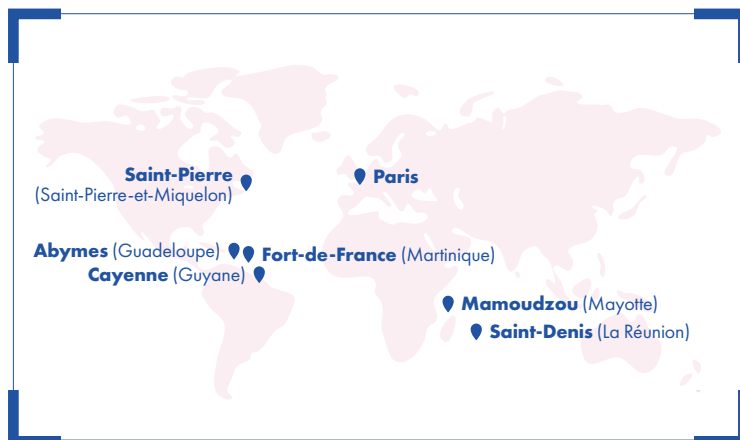 Saint-Pierre
(Saint-Pierre-et-Miquelon)
Paris
Abymes (Guadeloupe)
Fort-de-France (Martinique)
Cayenne (Guyane)
Mamoudzou (Mayotte)
Saint-Denis (La Réunion)